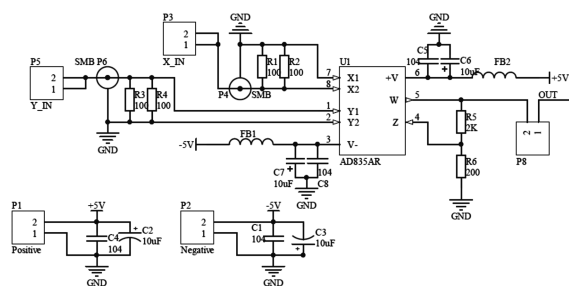 P3
2
1
X_IN
P5
2
1
Y_IN
SMB P6
GND
R3
100
R4
100
GND
R1
100
R2
100
P4
SMB
U1
7
X1
8
X2
1
Y1
2
Y2
3
V-
AD835AR
+V
6
W
5
Z
4
GND
C5
104
C6
10uF
FB2
+5V
OUT
R5
2K
R6
200
2
1
P8
GND
-5V
FB1
C7
10uF
104
C8
GND
P1
2
1
Positive
+5V
C4
104
C2
10uF
GND
P2
2
1
Negative
-5V
C1
104
C3
10uF
GND